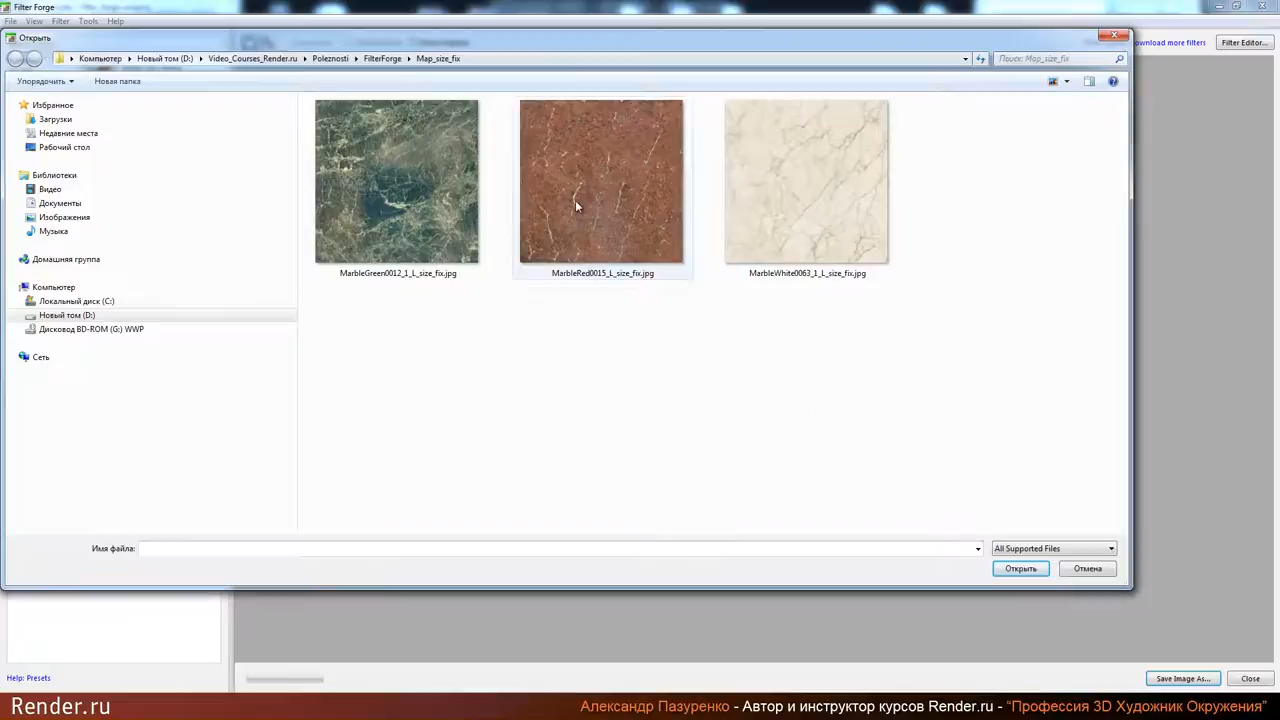 Filter Forge
File View Filter Tools Help
Открыть
Компьютер Новый том (D:) Video_Courses_Render.ru Poleznosti FilterForge Map_size_fix
Поиск: Map_size_fix
ownload more filters
Filter Editor...
Упорядочить Новая папка
Избранное
Загрузки
Недавние места
Рабочий стол
Библиотеки
Видео
Документы
Изображения
Музыка
Домашняя группа
Компьютер
Локальный диск (C:)
Новый том (D:)
Дисковод BD-ROM (G:) WWP
Сеть
MarbleGreen0012_1_L_size_fix.jpg
MarbleRed0015_L_size_fix.jpg
MarbleWhite0063_1_L_size_fix.jpg
Имя файла:
All Supported Files
Открыть
Отмена
Help: Presets
Save Image As...
Close
Render.ru
Александр Пазуренко - Автор и инструктор курсов Render.ru - “Профессия 3D Художник Окружения”